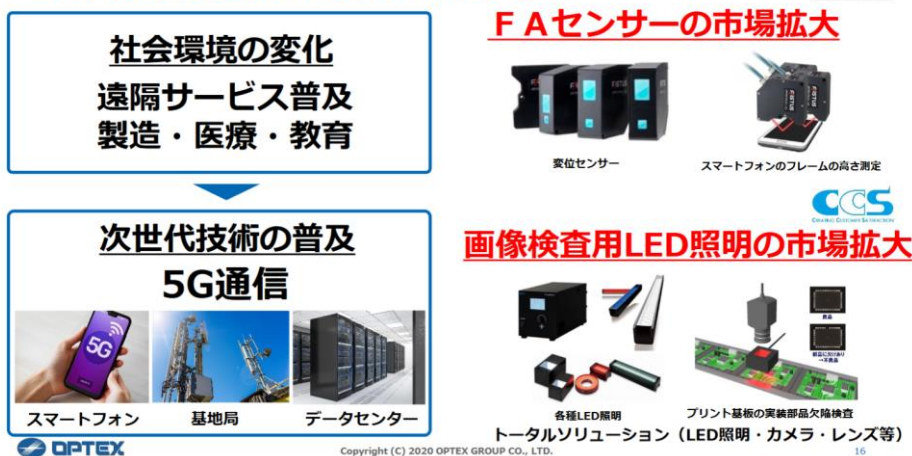 社会環境の変化
遠隔サービス普及
製造・医療・教育
次世代技術の普及
5G通信
5G
スマートフォン
基地局
データセンター
ＦＡセンサーの市場拡大
変位センサー
スマートフォンのフレームの高さ測定
CCS
画像検査用LED照明の市場拡大
良品
各種LED照明
プリント基板の実装部品欠陥検査
トータルソリューション（LED照明・カメラ・レンズ等）
OPTEX
Copyright (C) 2020 OPTEX GROUP CO., LTD.
16